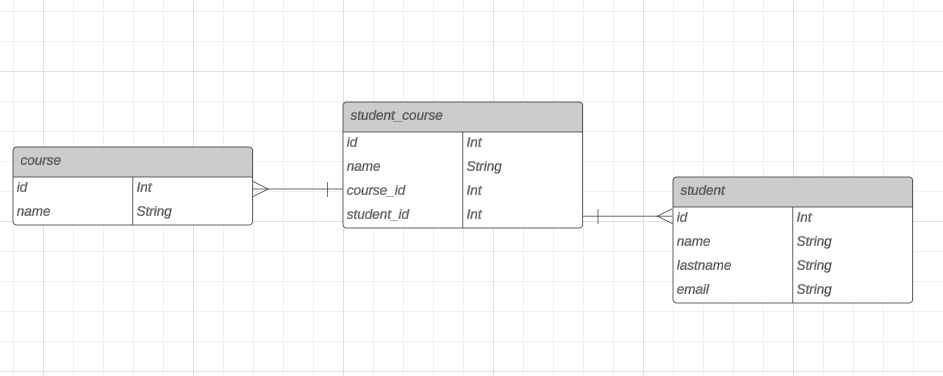 course
id Int
name String
student_course
id Int
name String
course_id Int
student_id Int
student
id Int
name String
lastname String
email String